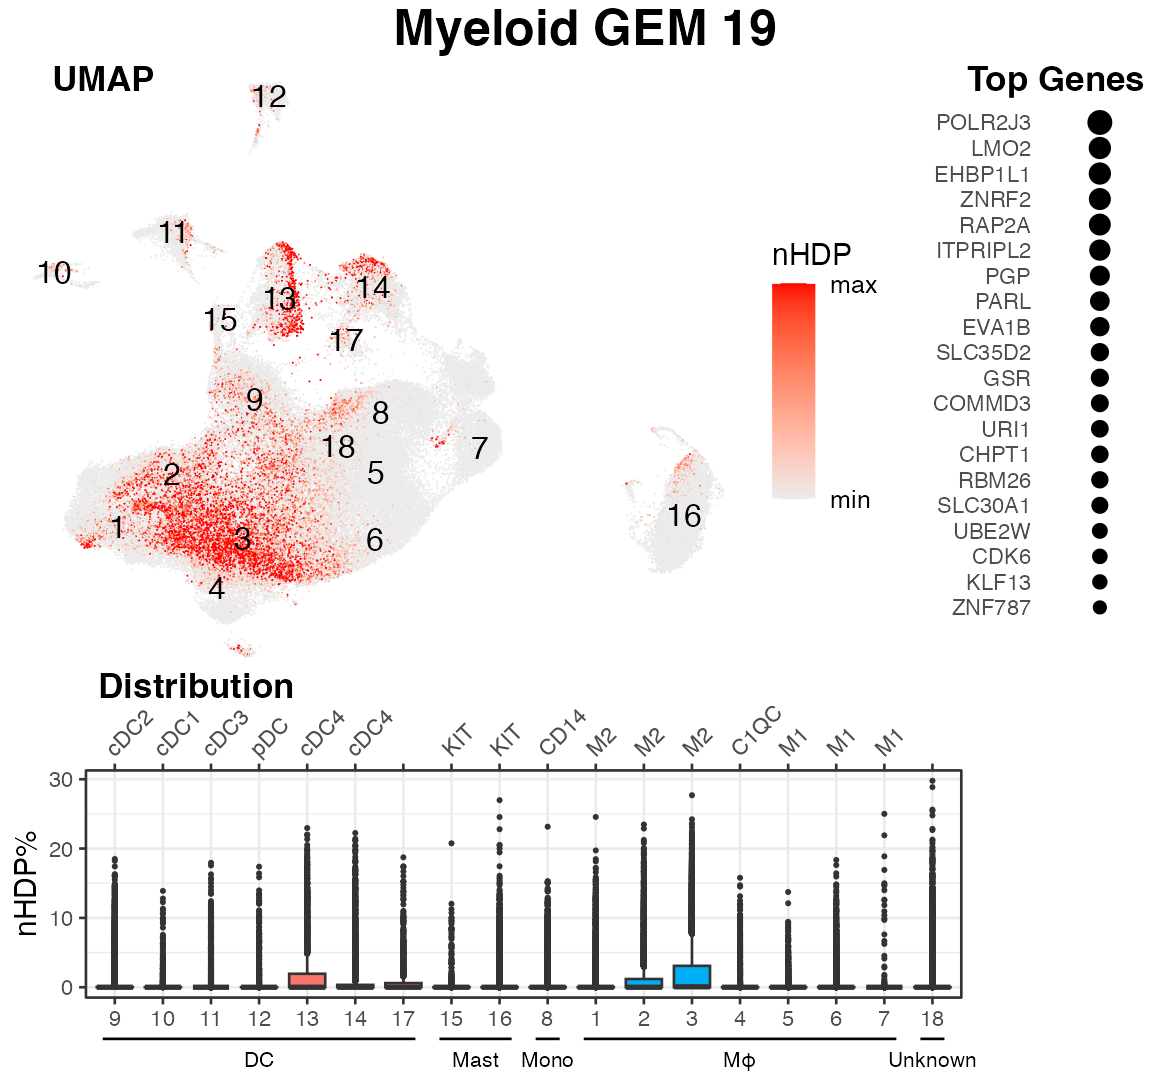 Myeloid GEM 19
UMAP
Top Genes
12
11
10
13
14
15
17
9
8
18
7
2
5
1
3
6
4
16
nHDP
max
min
POLR2J3
LMO2
EHBP1L1
ZNRF2
RAP2A
ITPRIPL2
PGP
PARL
EVA1B
SLC35D2
GSR
COMMD3
URI1
CHPT1
RBM26
SLC30A1
UBE2W
CDK6
KLF13
ZNF787
Distribution
cDC2 cDC1 cDC3 pDC cDC4 cDC4 KIT KIT CD14 M2 M2 M2 C1QC M1 M1 M1
nHDP%
30
20
10
0
9 10 11 12 13 14 17 15 16 8 1 2 3 4 5 6 7 18
DC Mast Mono Mφ Unknown